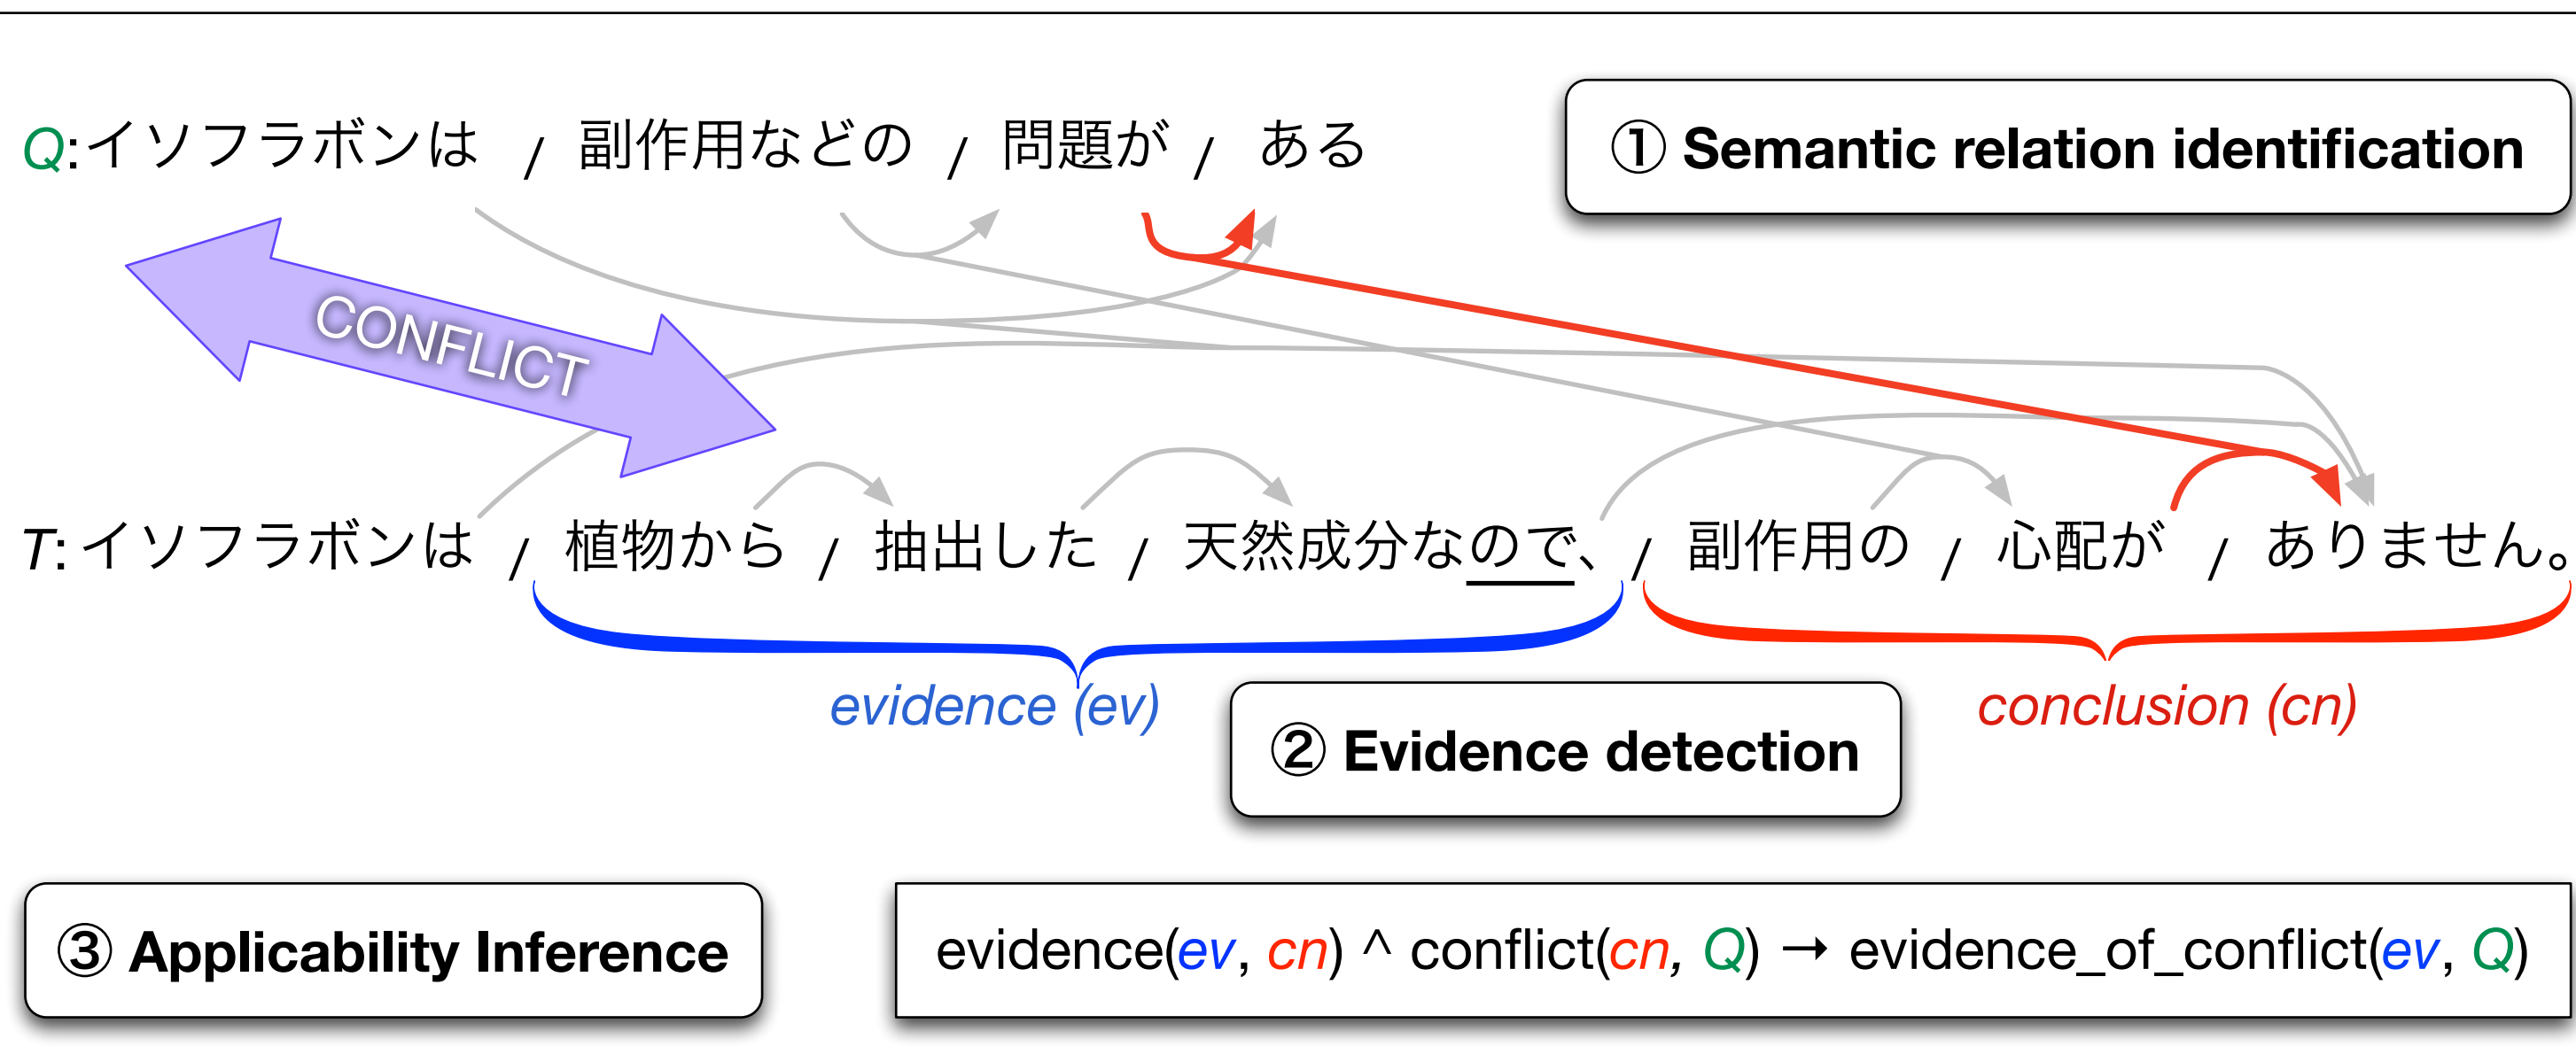 Q:イソフラボンは / 副作用などの / 問題が / ある
① Semantic relation identification
CONFLICT
T:イソフラボンは / 植物から / 抽出した / 天然成分なので、 / 副作用の / 心配が / ありません。
evidence (ev)
conclusion (cn)
② Evidence detection
③ Applicability Inference
evidence(ev, cn) ^ conflict(cn, Q) → evidence_of_conflict(ev, Q)